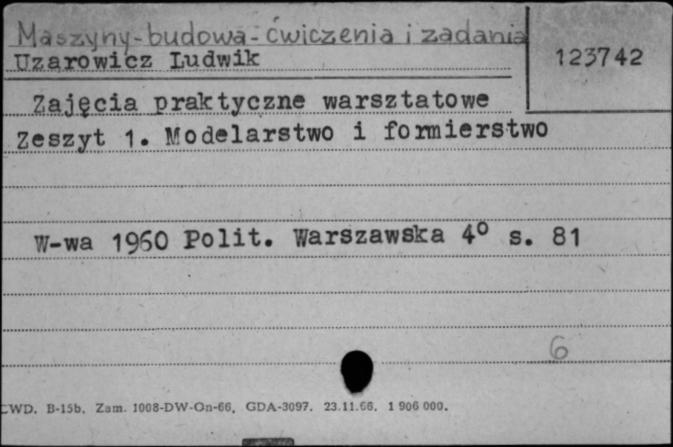 Maszyny-budowa-ćwiczenia i zadania
Uzarowicz Ludwik
123742
Zajęcia praktyczne warsztatowe
Zeszyt 1. Modelarstwo i formierstwo
W-wa 1960 Polit. Warszawska 4° s. 81
6
CWD. B-15b. Zam. 1008-DW-On-66. GDA-3097. 23.11.66. 1 906 000.